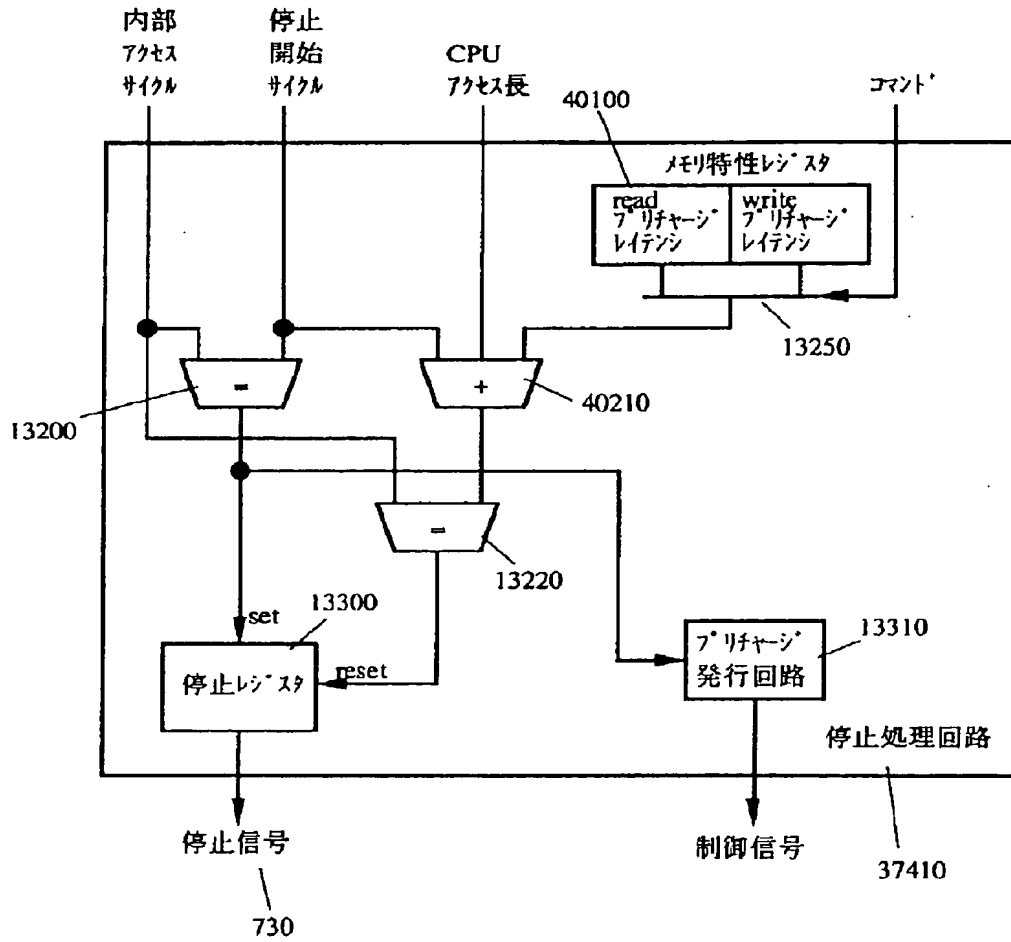 内部
アクセス
サイクル
停止
開始
サイクル
CPU
アクセス長
コマンド
40100
メモリ特性レジスタ
read
プリチャージ
レイテンシ
write
プリチャージ
レイテンシ
13250
=
+
13200
40210
=
13220
set
13300
停止レジスタ
reset
プリチャージ
発行回路
13310
停止処理回路
停止信号
制御信号
37410
730